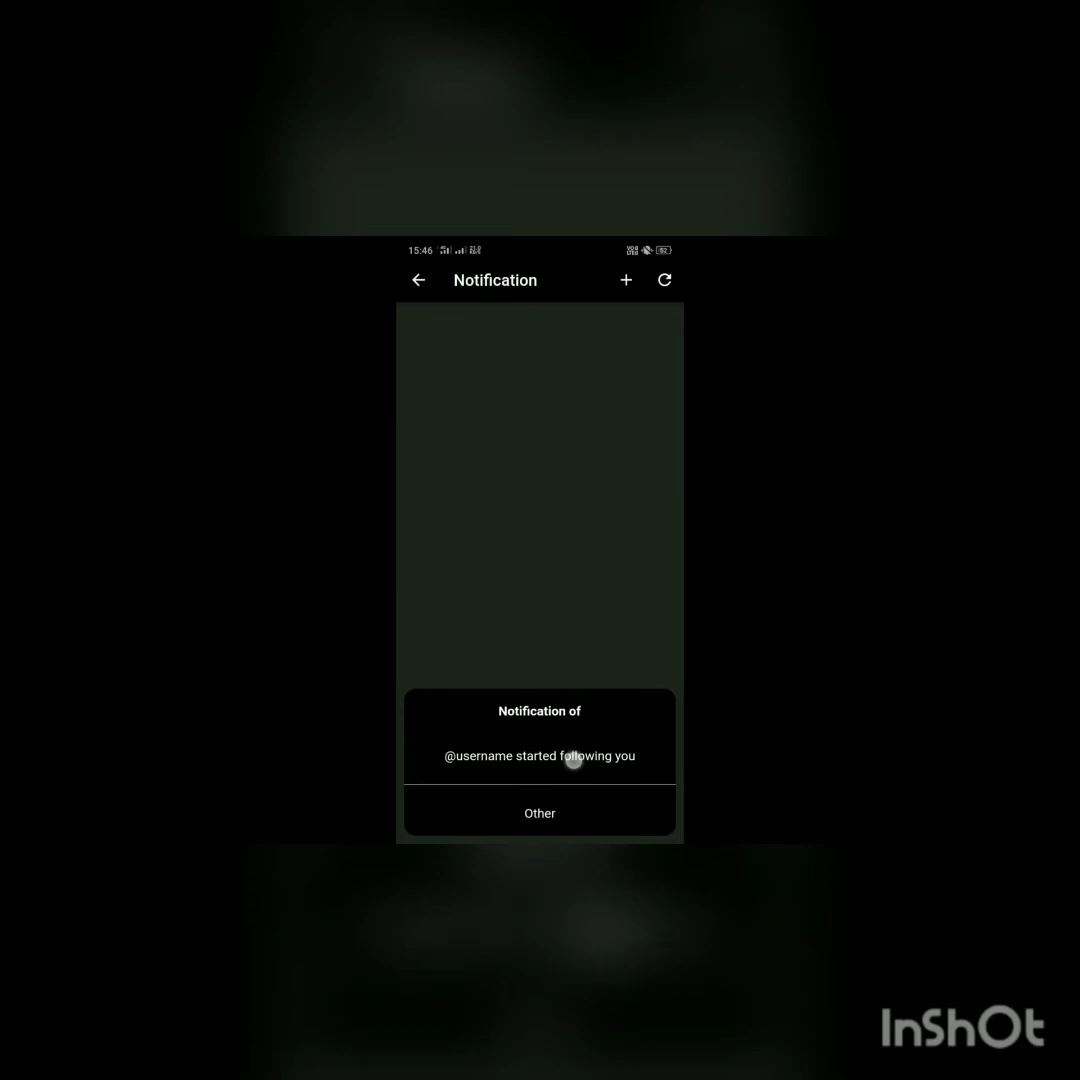 15:46
Notification
Notification of
@username started following you
Other
InShOt